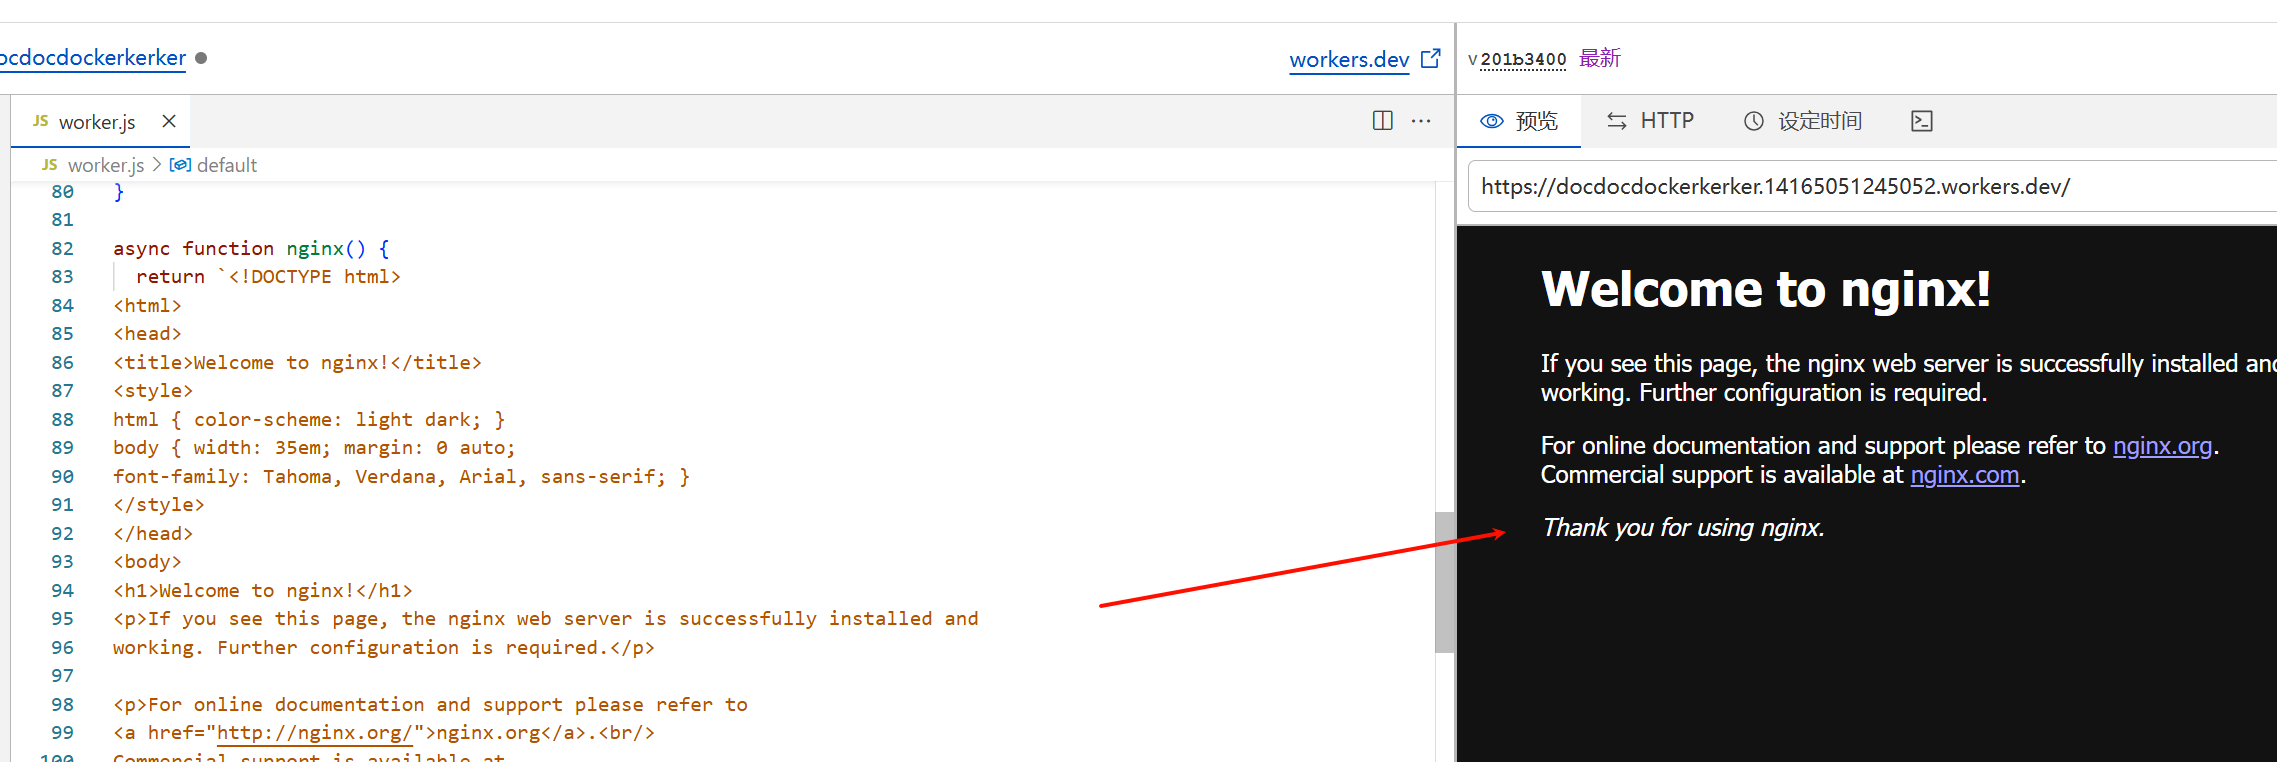 ocdocdockerkerker
workers.dev
v201b3400 最新
JS worker.js
预览 HTTP 设定时间
JS worker.js > default
https://docdocdockerkerker.14165051245052.workers.dev/
80 }
81
82 async function nginx() {
83 return `<!DOCTYPE html>
84 <html>
85 <head>
86 <title>Welcome to nginx!</title>
87 <style>
88 html { color-scheme: light dark; }
89 body { width: 35em; margin: 0 auto;
90 font-family: Tahoma, Verdana, Arial, sans-serif; }
91 </style>
92 </head>
93 <body>
94 <h1>Welcome to nginx!</h1>
95 <p>If you see this page, the nginx web server is successfully installed and
96 working. Further configuration is required.</p>
97
98 <p>For online documentation and support please refer to
99 <a href="http://nginx.org/">nginx.org</a>.<br/>
100 Commercial support is available at
Welcome to nginx!
If you see this page, the nginx web server is successfully installed and
working. Further configuration is required.
For online documentation and support please refer to nginx.org.
Commercial support is available at nginx.com.
Thank you for using nginx.